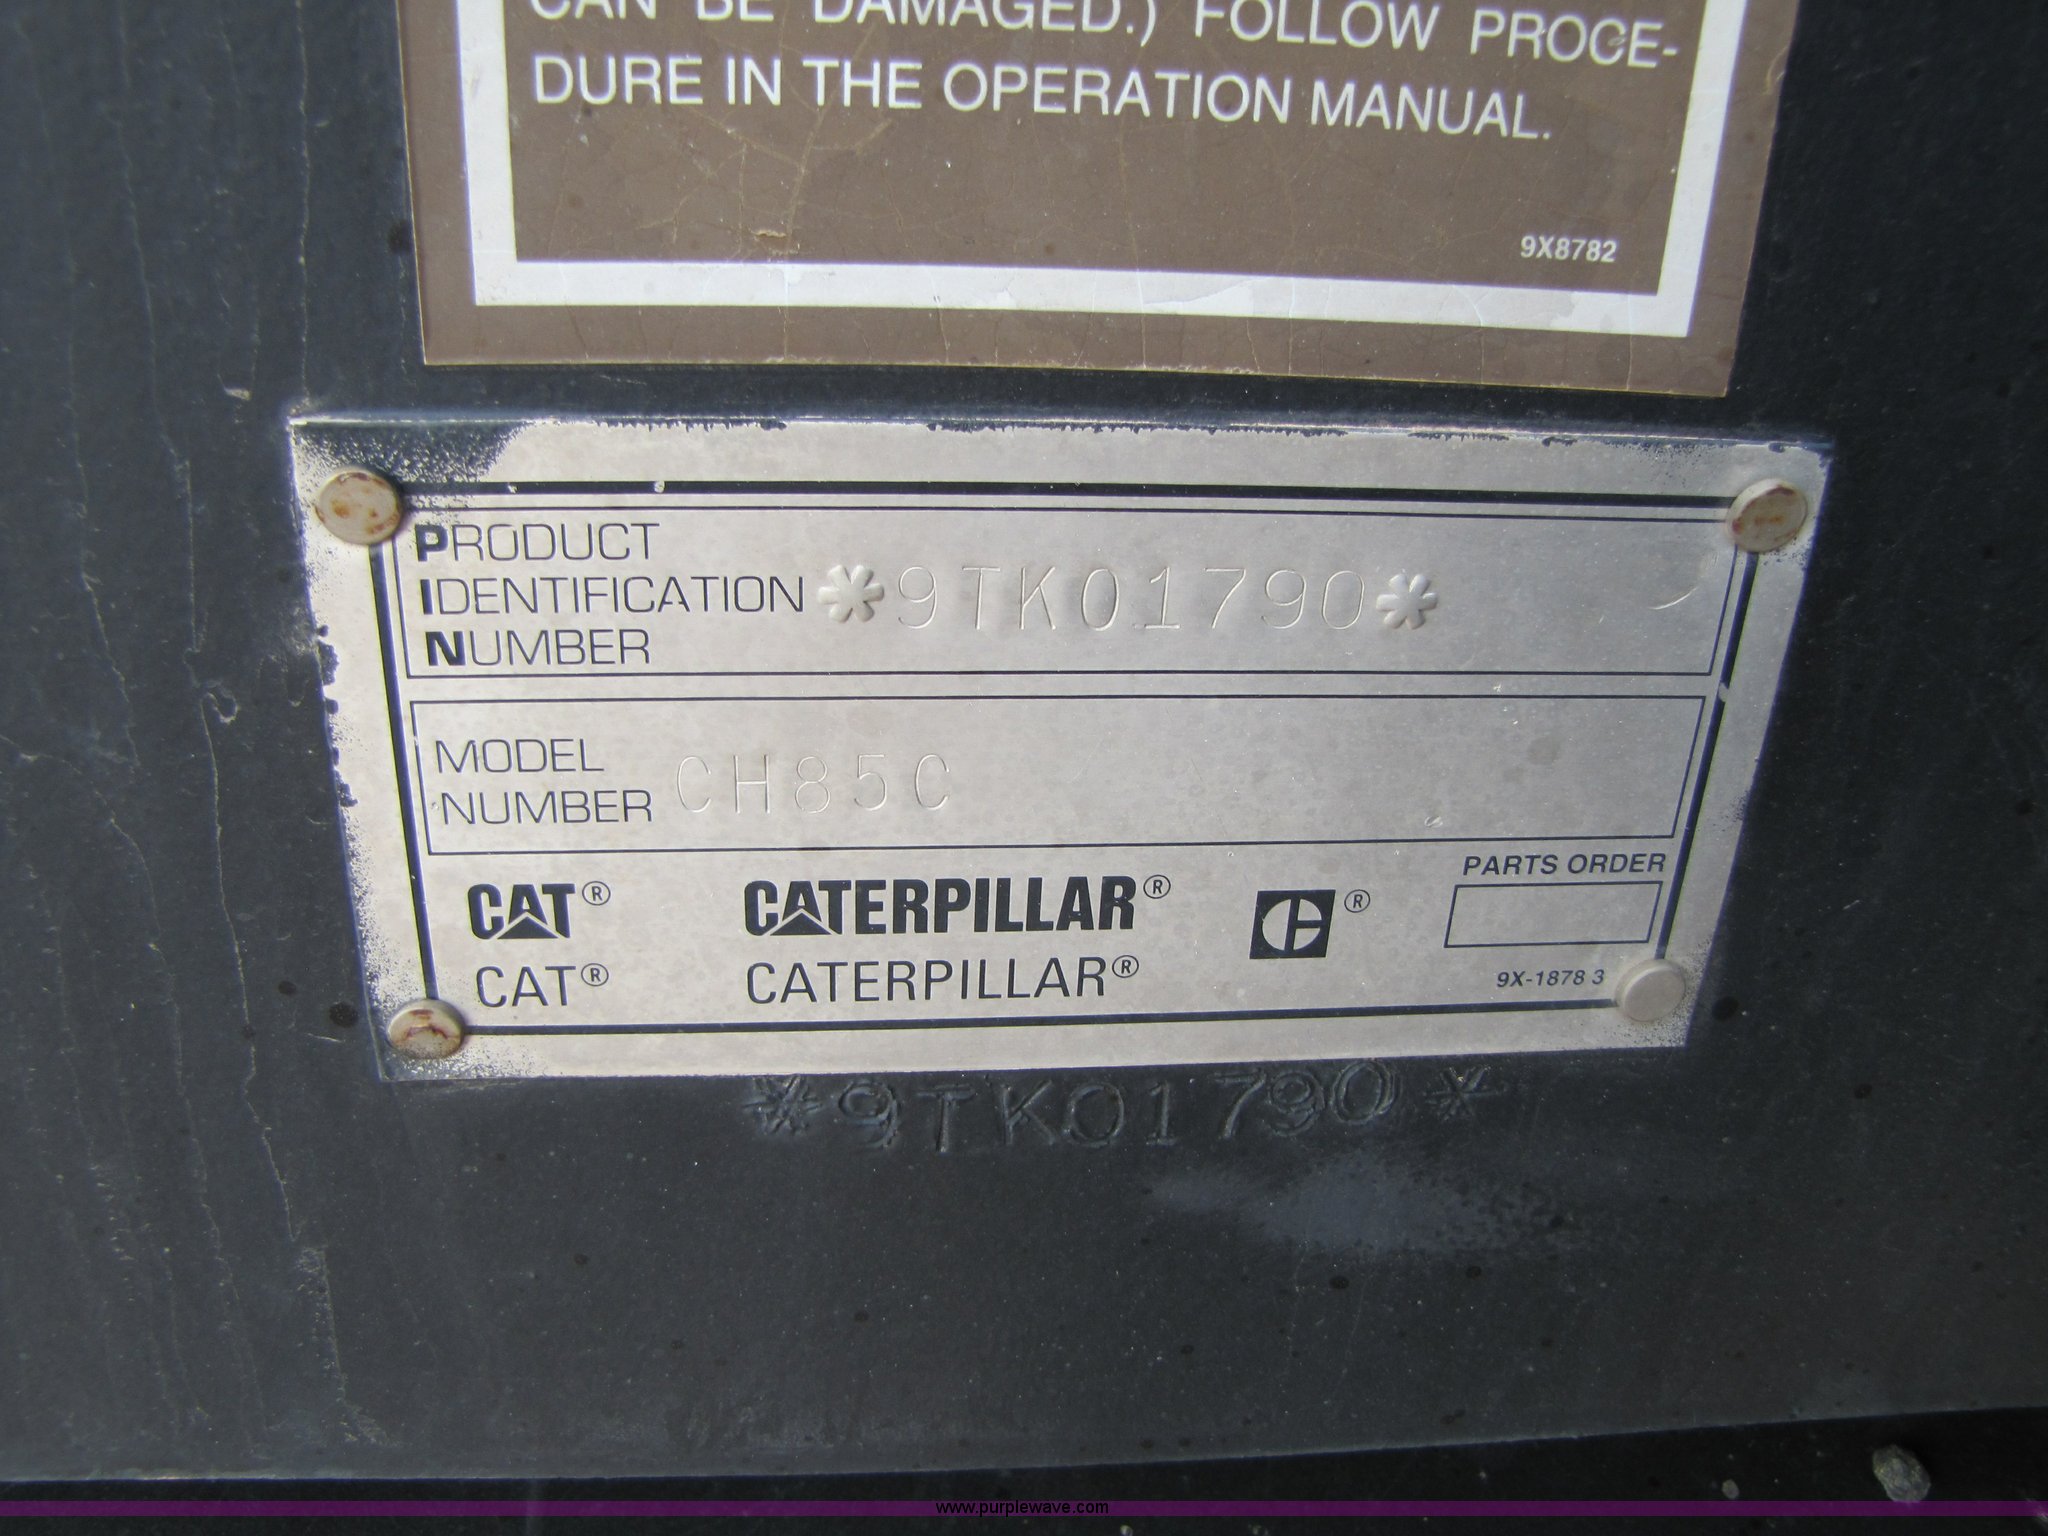 CAN BE DAMAGED.) FOLLOW PROCE-
DURE IN THE OPERATION MANUAL.
9X8782
PRODUCT
IDENTIFICATION
NUMBER
*9TK01790*
MODEL
NUMBER
CH85C
PARTS ORDER
CAT® CATERPILLAR® C®
CAT® CATERPILLAR®
9X-1878 3
*9TK01790*
www.purplewave.com